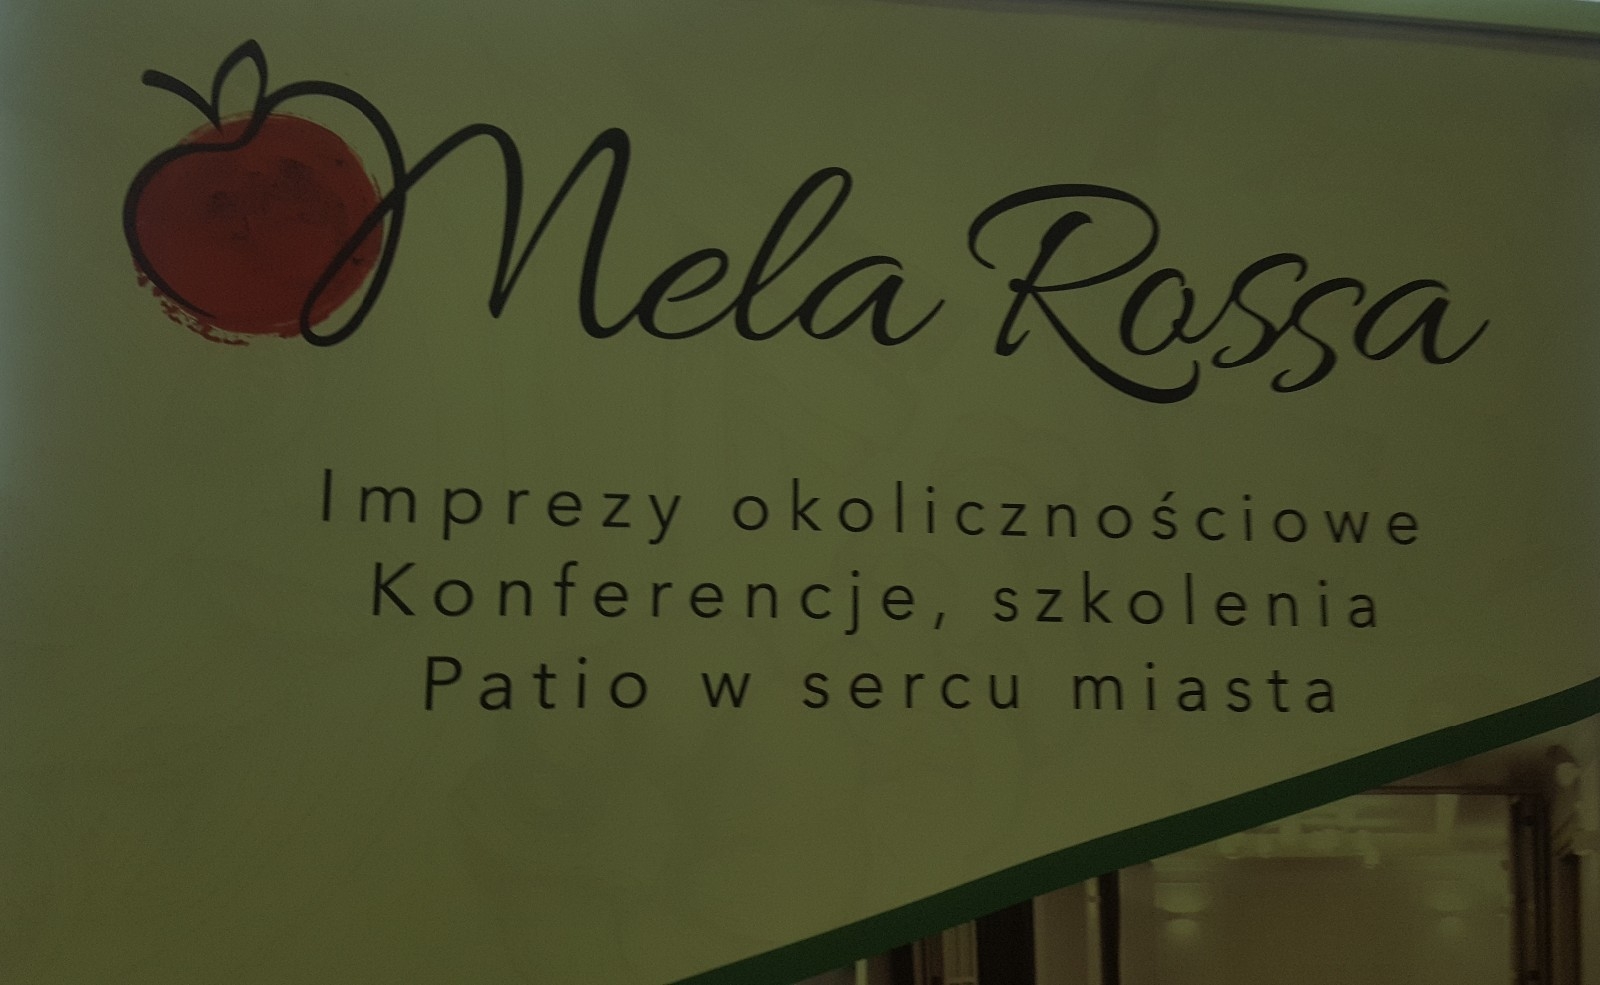 Mela Rossa
Imprezy okolicznościowe
Konferencje, szkolenia
Patio w sercu miasta